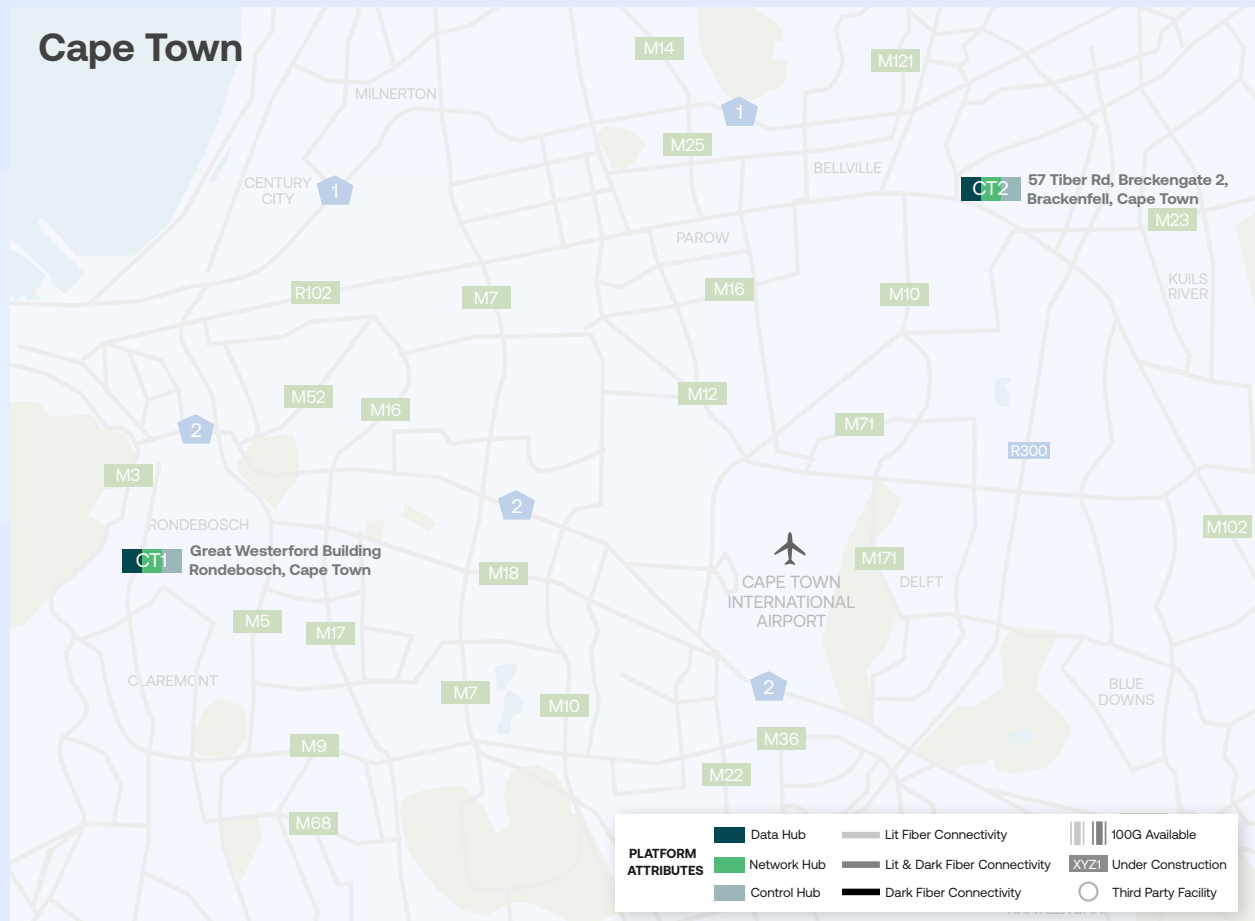 Cape Town
M14
M121
MILNERTON
1
M25
BELLVILLE
CENTURY
CITY
1
CT2
57 Tiber Rd, Breckengate 2,
Brackenfell, Cape Town
M23
PAROW
KUILS
RIVER
R102
M7
M16
M10
M52
M16
M12
M71
2
R300
M3
2
RONDEBOSCH
M102
CT1
Great Westerford Building
Rondebosch, Cape Town
M18
M171
CAPE TOWN
INTERNATIONAL
AIRPORT
DELFT
M5
M17
CLAREMONT
M7
M10
2
BLUE
DOWNS
M9
M36
M22
M68
PLATFORM
ATTRIBUTES
Data Hub
Network Hub
Control Hub
Lit Fiber Connectivity
Lit & Dark Fiber Connectivity
Dark Fiber Connectivity
100G Available
XYZ1 Under Construction
Third Party Facility